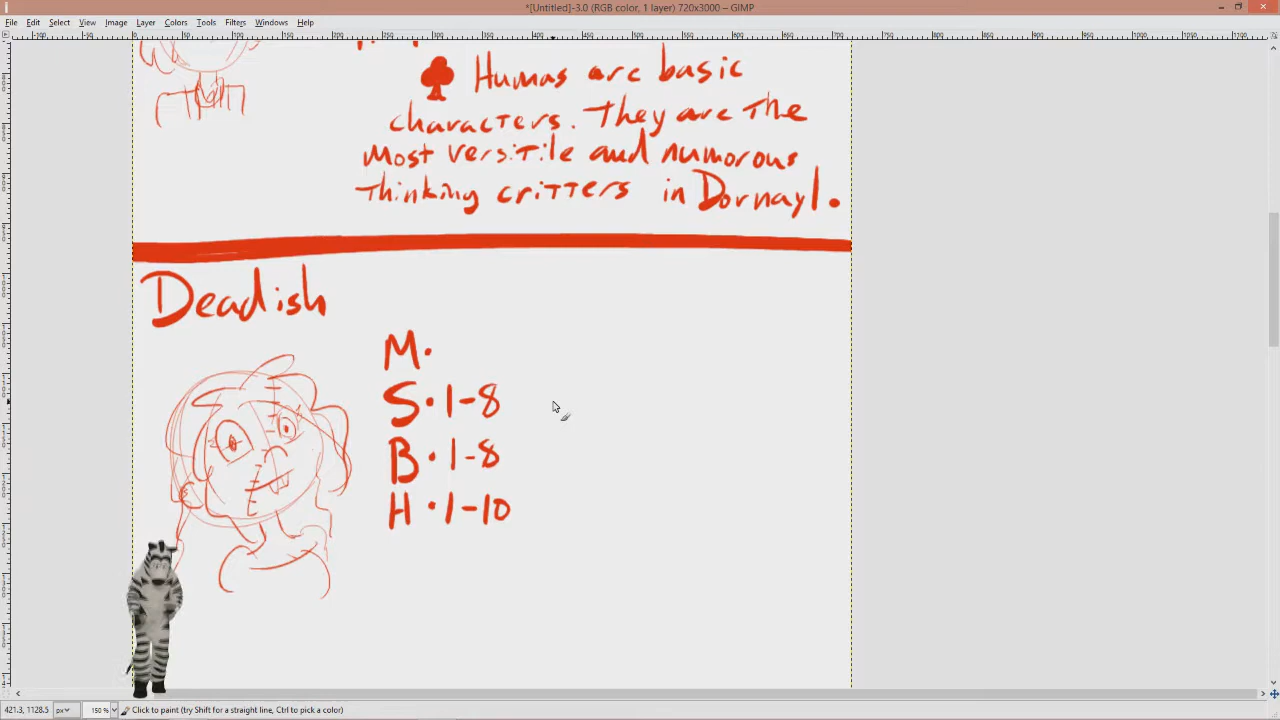 *[Untitled]-3.0 (RGB color, 1 layer) 720x3000 – GIMP
File Edit Select View Image Layer Colors Tools Filters Windows Help
Humas are basic
characters. They are the
most versitile and numorous
thinking critters in Dornayl.
Deadish
M·
S·1-8
B·1-8
H·1-10
421.3, 1128.5 px 150 % Click to paint (try Shift for a straight line, Ctrl to pick a color)